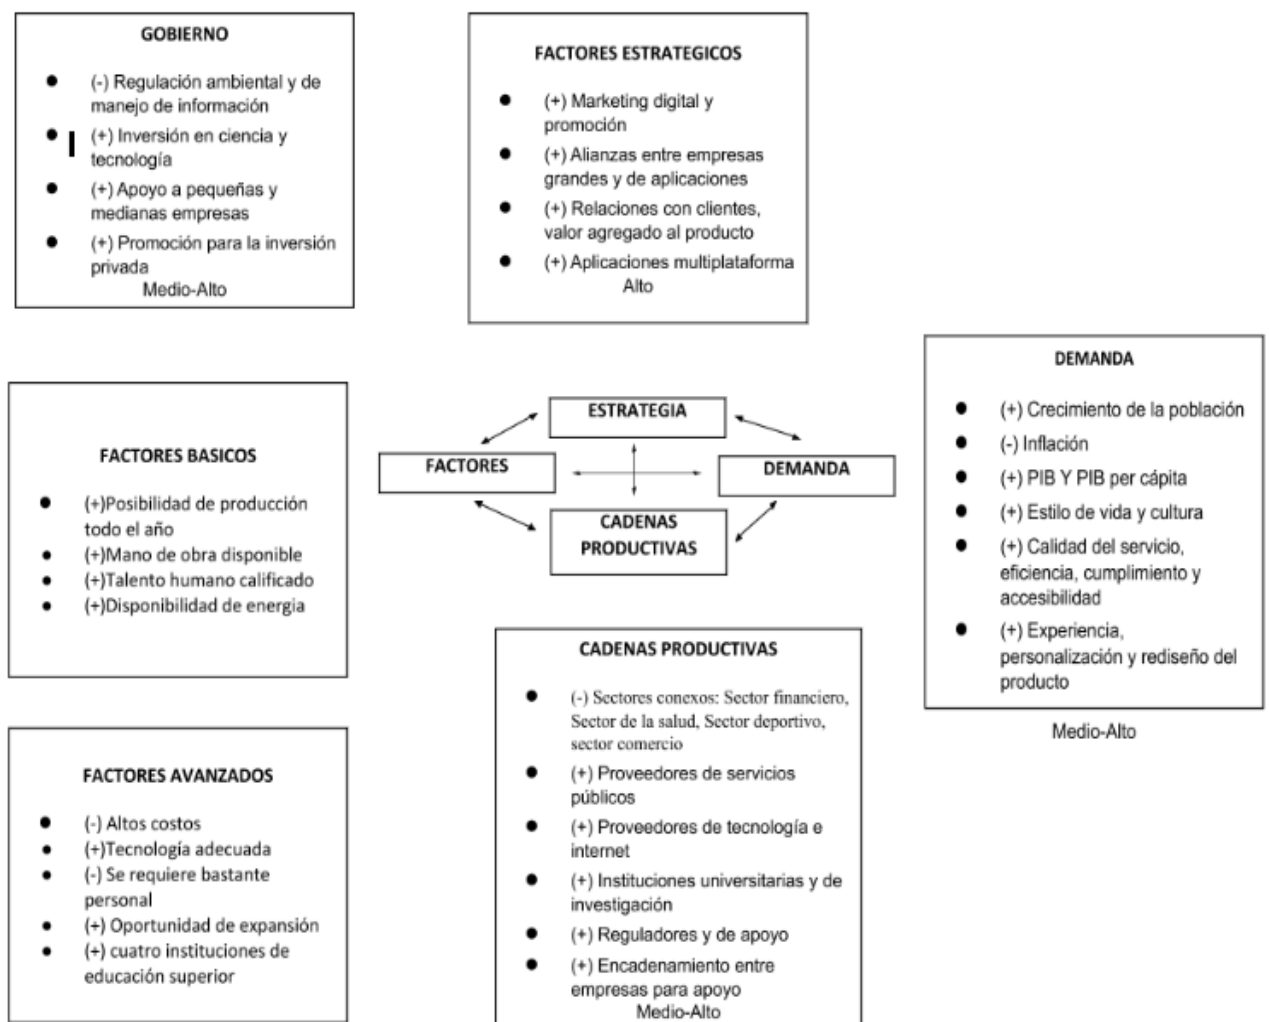 GOBIERNO
● (-) Regulación ambiental y de
manejo de información
● (+) Inversión en ciencia y
tecnología
● (+) Apoyo a pequeñas y
medianas empresas
● (+) Promoción para la inversión
privada
Medio-Alto
FACTORES ESTRATEGICOS
● (+) Marketing digital y
promoción
● (+) Alianzas entre empresas
grandes y de aplicaciones
● (+) Relaciones con clientes,
valor agregado al producto
● (+) Aplicaciones multiplataforma
Alto
FACTORES BASICOS
● (+)Posibilidad de producción
todo el año
● (+)Mano de obra disponible
● (+)Talento humano calificado
● (+)Disponibilidad de energia
ESTRATEGIA
FACTORES
DEMANDA
CADENAS
PRODUCTIVAS
DEMANDA
● (+) Crecimiento de la población
● (-) Inflación
● (+) PIB Y PIB per cápita
● (+) Estilo de vida y cultura
● (+) Calidad del servicio,
eficiencia, cumplimiento y
accesibilidad
● (+) Experiencia,
personalización y rediseño del
producto
Medio-Alto
FACTORES AVANZADOS
● (-) Altos costos
● (+)Tecnología adecuada
● (-) Se requiere bastante
personal
● (+) Oportunidad de expansión
● (+) cuatro instituciones de
educación superior
CADENAS PRODUCTIVAS
● (-) Sectores conexos: Sector financiero,
Sector de la salud, Sector deportivo,
sector comercio
● (+) Proveedores de servicios
públicos
● (+) Proveedores de tecnología e
internet
● (+) Instituciones universitarias y de
investigación
● (+) Reguladores y de apoyo
● (+) Encadenamiento entre
empresas para apoyo
Medio-Alto